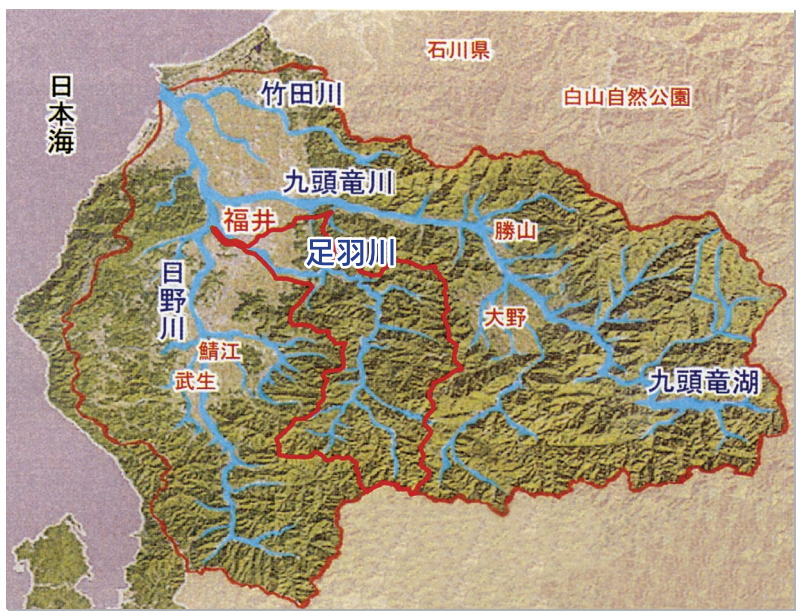 石川県
日本海
竹田川
白山自然公園
九頭竜川
福井
勝山
足羽川
日野川
大野
鯖江
武生
九頭竜湖